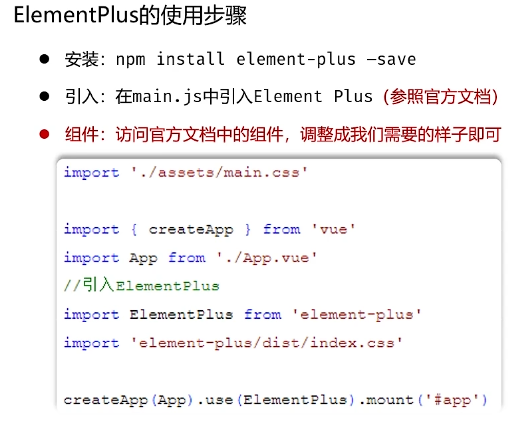 ElementPlus的使用步骤
● 安装：npm install element-plus –save
● 引入：在main.js中引入Element Plus（参照官方文档）
● 组件：访问官方文档中的组件，调整成我们需要的样子即可
import './assets/main.css'
import { createApp } from 'vue'
import App from './App.vue'
//引入ElementPlus
import ElementPlus from 'element-plus'
import 'element-plus/dist/index.css'
createApp(App).use(ElementPlus).mount('#app')